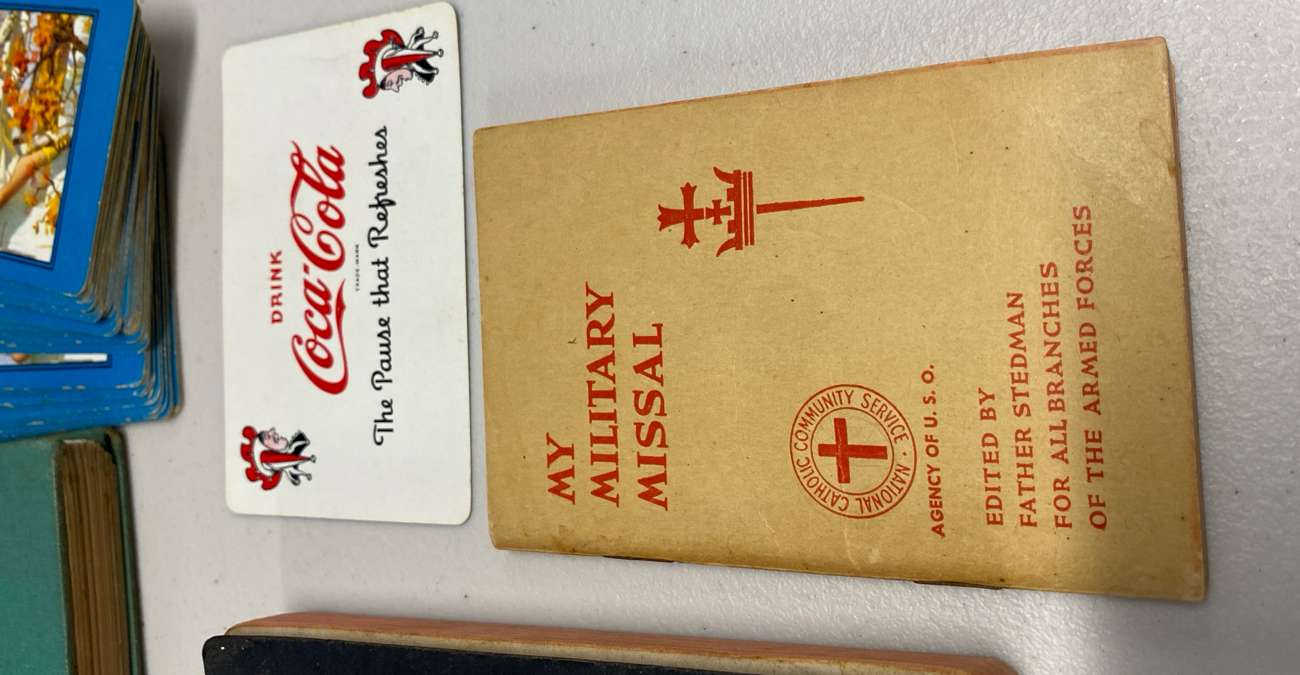 DRINK
Coca-Cola
TRADE-MARK
The Pause that Refreshes
MY
MILITARY
MISSAL
NATIONAL CATHOLIC COMMUNITY SERVICE
AGENCY OF U. S. O.
EDITED BY
FATHER STEDMAN
FOR ALL BRANCHES
OF THE ARMED FORCES